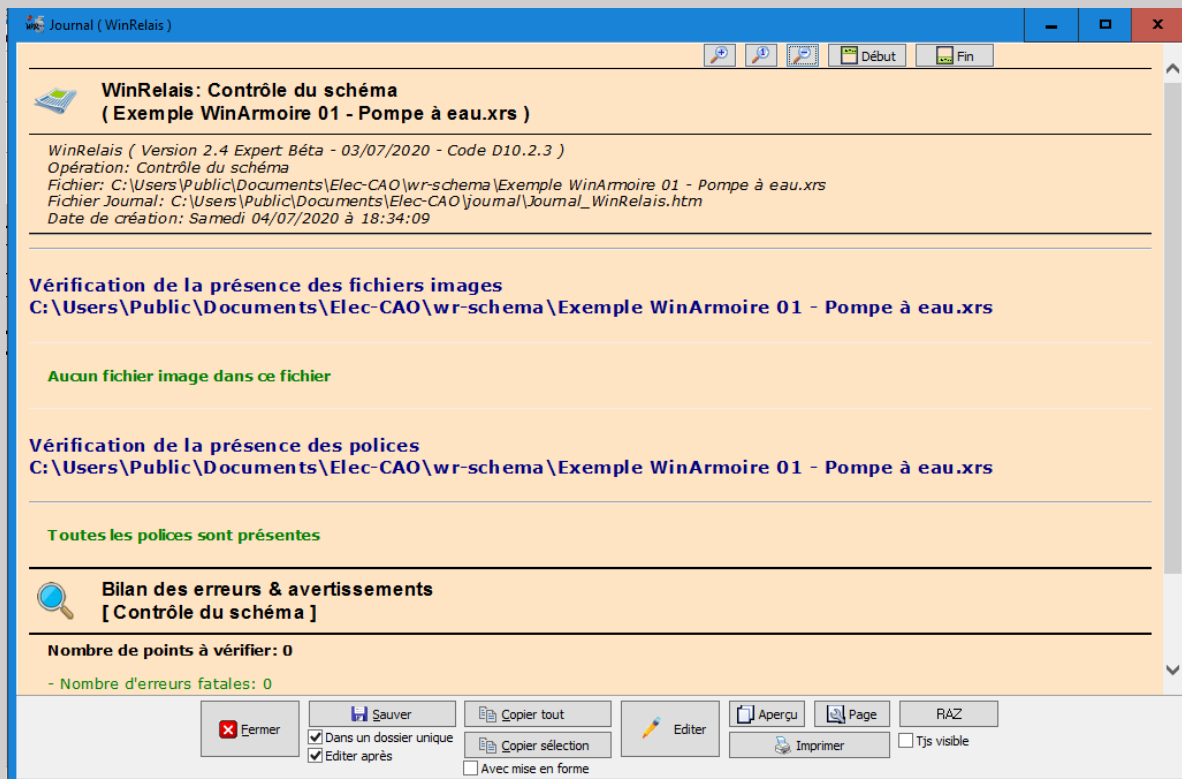 Journal ( WinRelais )
Début
Fin
WinRelais: Contrôle du schéma
( Exemple WinArmoire 01 - Pompe à eau.xrs )
WinRelais ( Version 2.4 Expert Béta - 03/07/2020 - Code D10.2.3 )
Opération: Contrôle du schéma
Fichier: C:\Users\Public\Documents\Elec-CAO\wr-schema\Exemple WinArmoire 01 - Pompe à eau.xrs
Fichier Journal: C:\Users\Public\Documents\Elec-CAO\journal\Journal_WinRelais.htm
Date de création: Samedi 04/07/2020 à 18:34:09
Vérification de la présence des fichiers images
C:\Users\Public\Documents\Elec-CAO\wr-schema\Exemple WinArmoire 01 - Pompe à eau.xrs
Aucun fichier image dans ce fichier
Vérification de la présence des polices
C:\Users\Public\Documents\Elec-CAO\wr-schema\Exemple WinArmoire 01 - Pompe à eau.xrs
Toutes les polices sont présentes
Bilan des erreurs & avertissements
[ Contrôle du schéma ]
Nombre de points à vérifier: 0
- Nombre d'erreurs fatales: 0
Fermer
Sauver
Dans un dossier unique
Editer après
Copier tout
Copier sélection
Avec mise en forme
Editer
Aperçu
Page
Imprimer
RAZ
Tjs visible